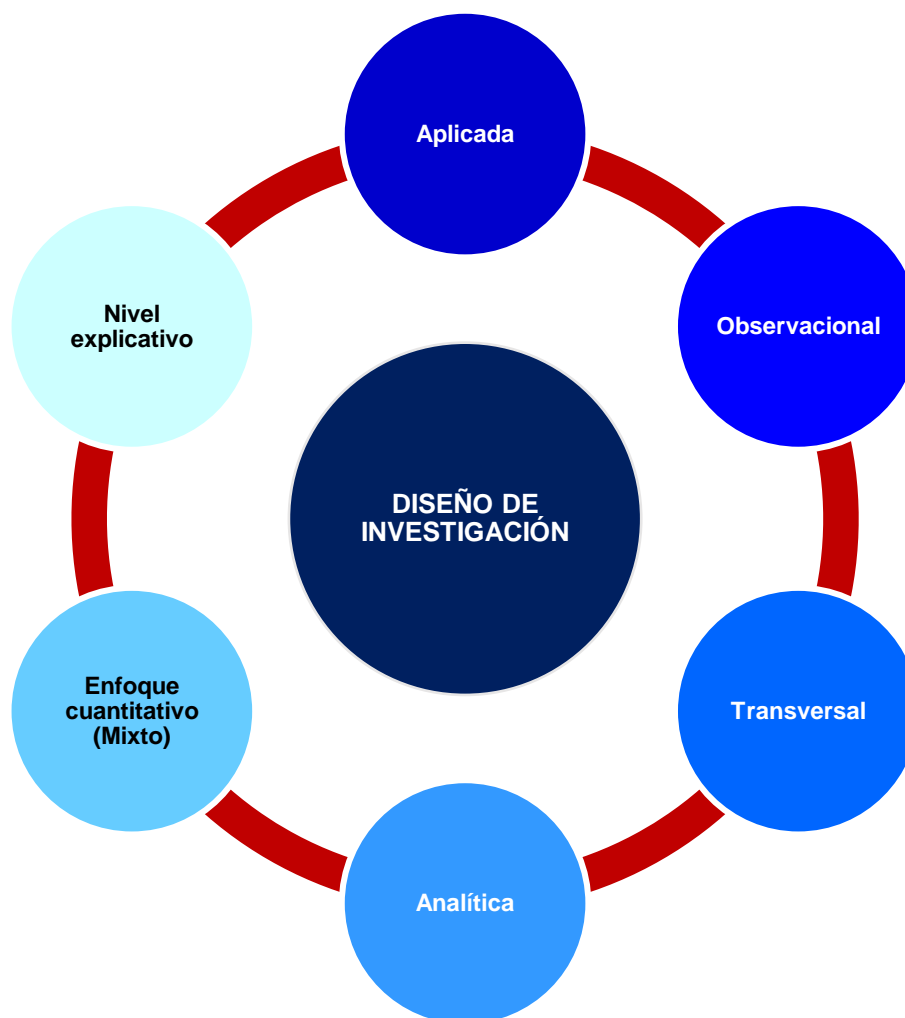 Aplicada
Observacional
Transversal
Analítica
Enfoque
cuantitativo
(Mixto)
Nivel
explicativo
DISEÑO DE
INVESTIGACIÓN